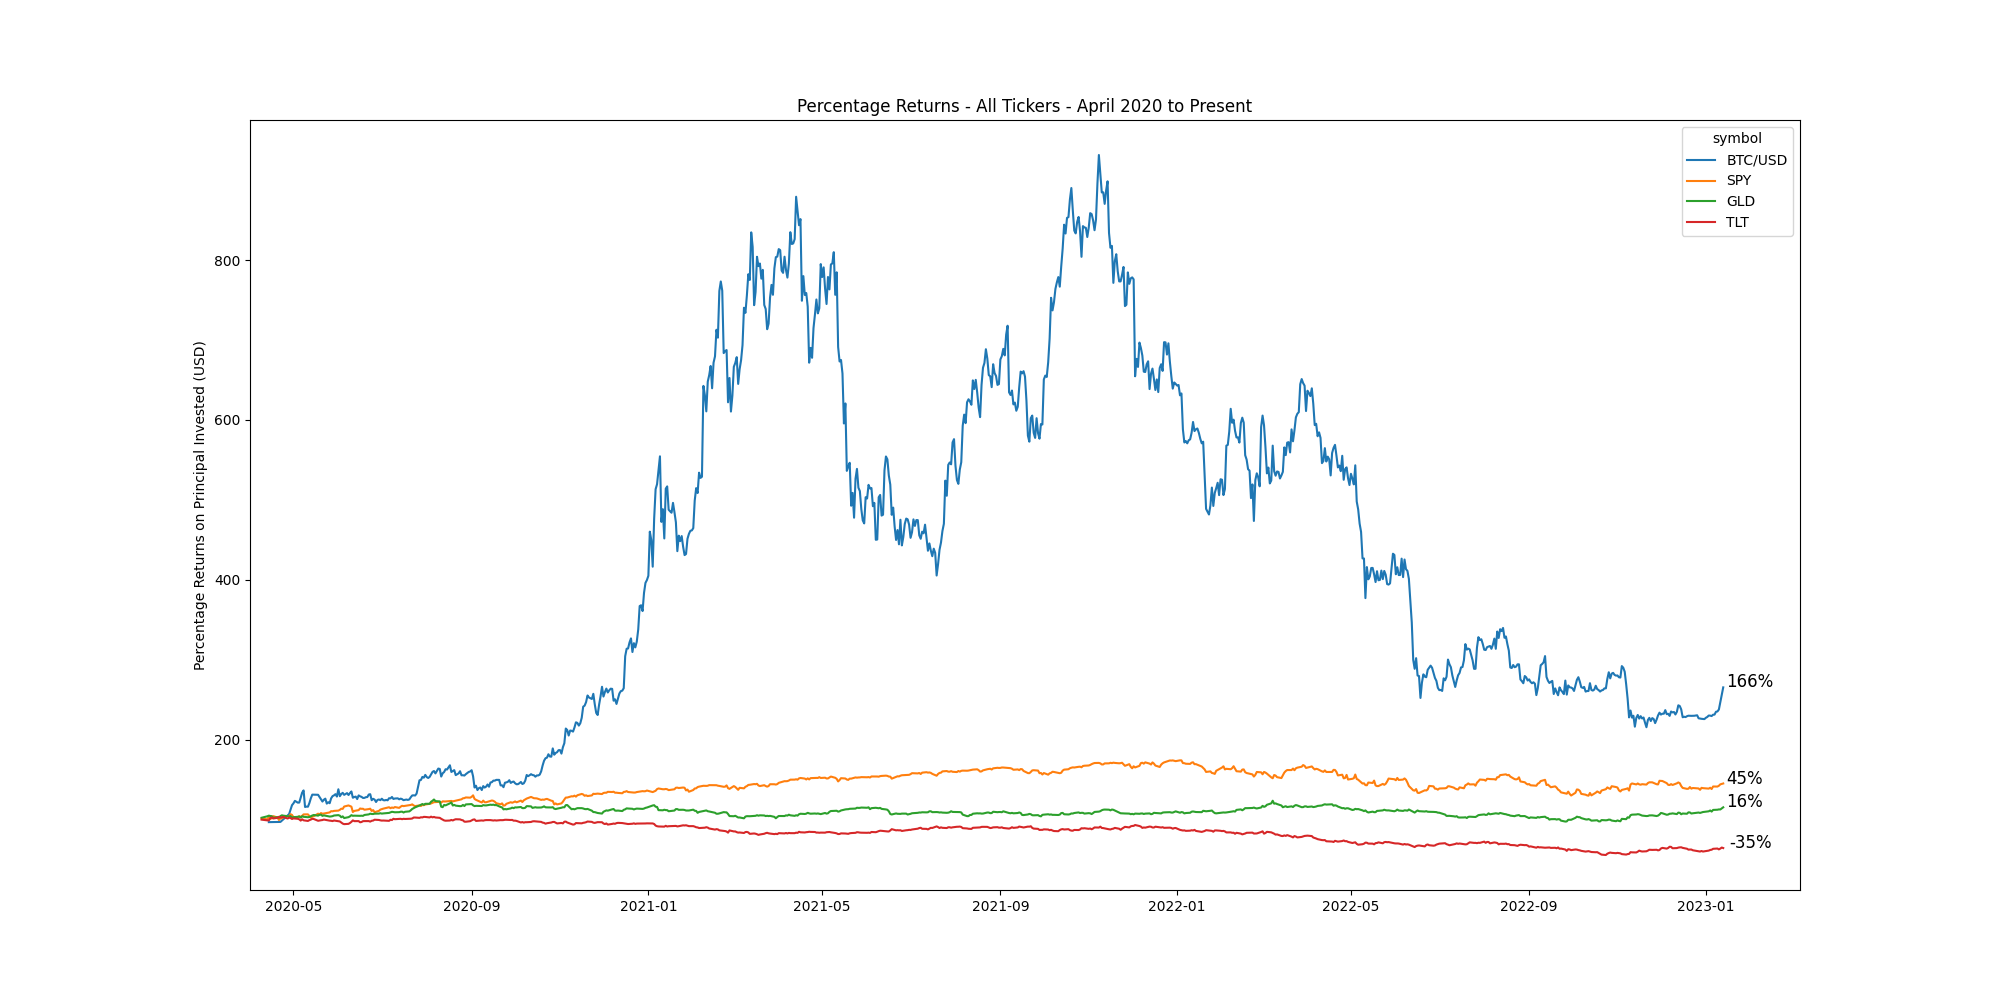 Percentage Returns - All Tickers - April 2020 to Present
symbol
BTC/USD
SPY
GLD
TLT
Percentage Returns on Principal Invested (USD)
800
600
400
200
166%
45%
16%
-35%
2020-05
2020-09
2021-01
2021-05
2021-09
2022-01
2022-05
2022-09
2023-01